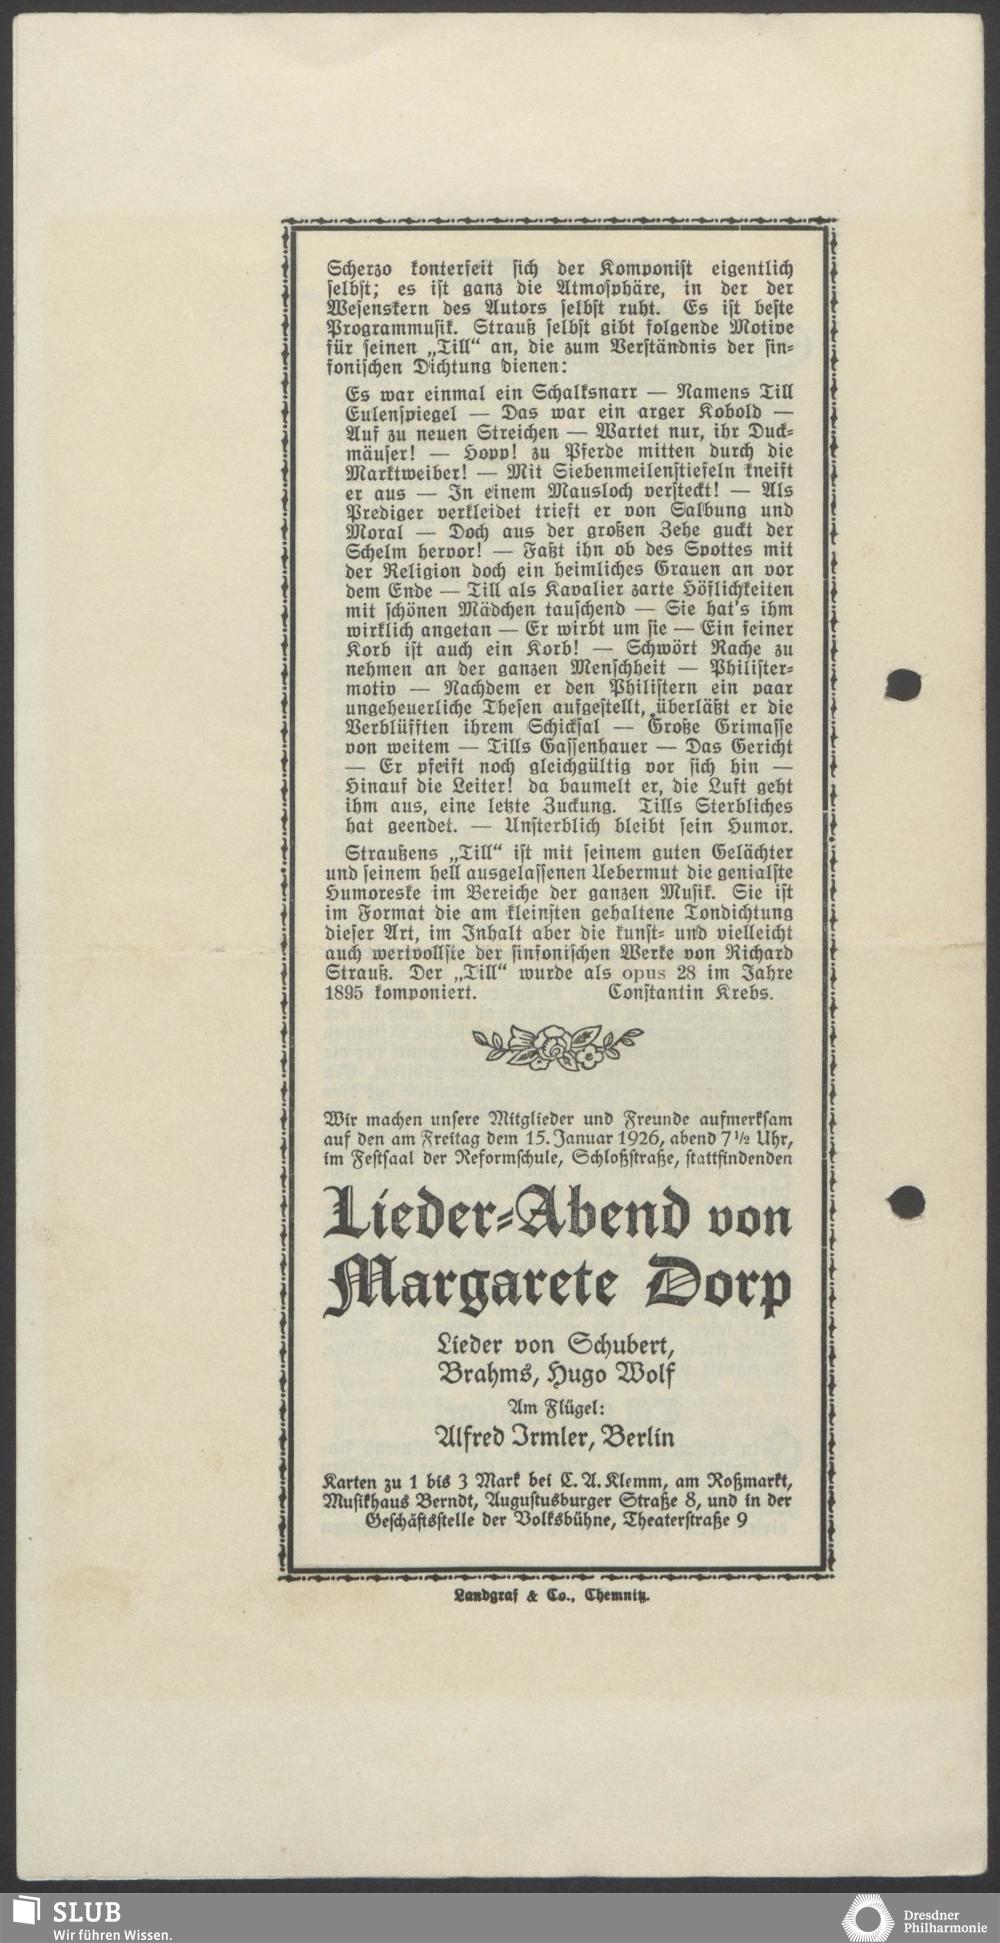 Scherzo konterfeit sich der Komponist eigentlich
selbst; es ist ganz die Atmosphäre, in der der
Wesenskern des Autors selbst ruht. Es ist beste
Programmusik. Strauß selbst gibt folgende Motive
für seinen „Till“ an, die zum Verständnis der sin-
fonischen Dichtung dienen:
Es war einmal ein Schalksnarr — Namens Till
Eulenspiegel — Das war ein arger Kobold —
Auf zu neuen Streichen — Wartet nur, ihr Duck-
mäuser! — Hopp! zu Pferde mitten durch die
Marktweiber! — Mit Siebenmeilenstiefeln kneift
er aus — In einem Mausloch versteckt! — Als
Prediger verkleidet trieft er von Salbung und
Moral — Doch aus der großen Zehe guckt der
Schelm hervor! — Faßt ihn ob des Spottes mit
der Religion doch ein heimliches Grauen an vor
dem Ende — Till als Kavalier zarte Höflichkeiten
mit schönen Mädchen tauschend — Sie hat's ihm
wirklich angetan — Er wirbt um sie — Ein feiner
Korb ist auch ein Korb! — Schwört Rache zu
nehmen an der ganzen Menschheit — Philister-
motiv — Nachdem er den Philistern ein paar
ungeheuerliche Thesen aufgestellt, überläßt er die
Verblüfften ihrem Schicksal — Große Grimasse
von weitem — Tills Gassenhauer — Das Gericht
— Er pfeift noch gleichgültig vor sich hin —
Hinauf die Leiter! da baumelt er, die Luft geht
ihm aus, eine letzte Zuckung. Tills Sterbliches
hat geendet. — Unsterblich bleibt sein Humor.
Straußens „Till“ ist mit seinem guten Gelächter
und seinem hell ausgelassenen Uebermut die genialste
Humoreske im Bereiche der ganzen Musik. Sie ist
im Format die am kleinsten gehaltene Tondichtung
dieser Art, im Inhalt aber die kunst- und vielleicht
auch wertvollste der sinfonischen Werke von Richard
Strauß. Der „Till“ wurde als opus 28 im Jahre
1895 komponiert. Constantin Krebs.
Wir machen unsere Mitglieder und Freunde aufmerksam
auf den am Freitag dem 15. Januar 1926, abend 7½ Uhr,
im Festsaal der Reformschule, Schloßstraße, stattfindenden
Lieder-Abend von
Margarete Dorp
Lieder von Schubert,
Brahms, Hugo Wolf
Am Flügel:
Alfred Irmler, Berlin
Karten zu 1 bis 3 Mark bei C. A. Klemm, am Roßmarkt,
Musikhaus Berndt, Augustusburger Straße 8, und in der
Geschäftsstelle der Volksbühne, Theaterstraße 9
Landgraf & Co., Chemnitz.
SLUB
Wir führen Wissen.
Dresdner
Philharmonie